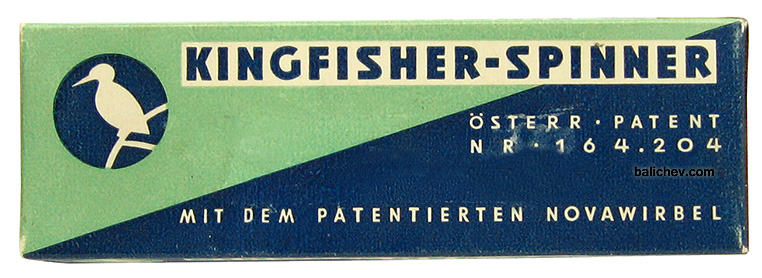 KINGFISHER-SPINNER
ÖSTERR · PATENT
NR · 164.204
balichev.com
MIT DEM PATENTIERTEN NOVAWIRBEL